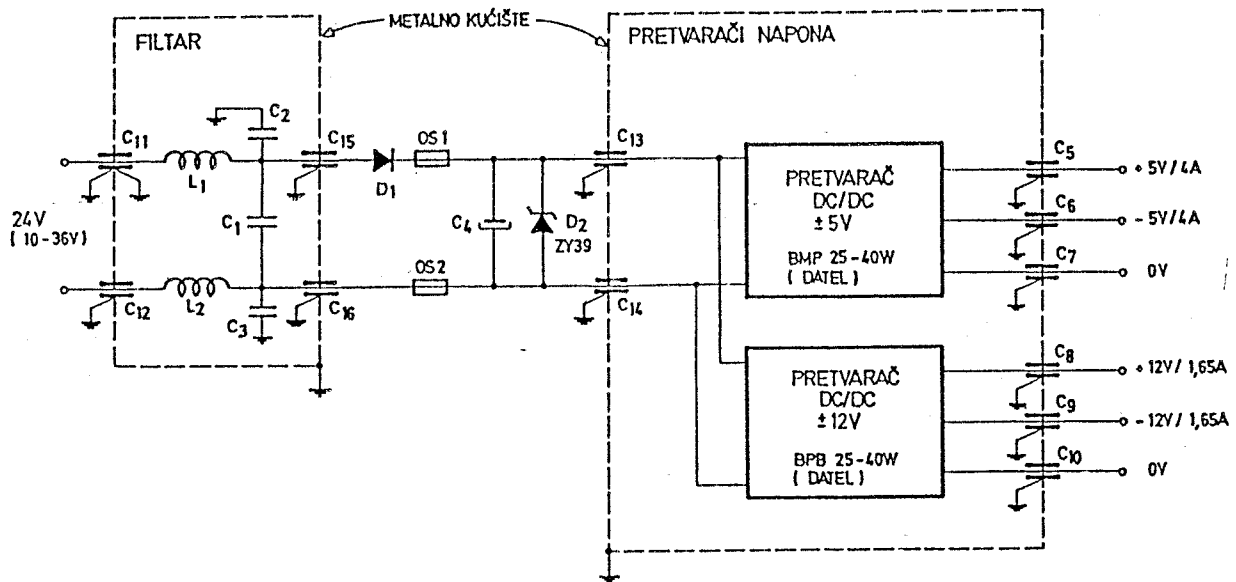 METALNO KUĆIŠTE
FILTAR
PRETVARAČI NAPONA
C2
C11
C15
OS1
C13
L1
D1
C5
+5V/4A
PRETVARAČ
DC/DC
±5V
BMP 25-40W
(DATEL)
C6
-5V/4A
C7
0V
24V
(10-36V)
C1
C4
D2
ZY39
OS2
C12
L2
C3
C16
C14
PRETVARAČ
DC/DC
±12V
BPB 25-40W
(DATEL)
C8
+12V/1,65A
C9
-12V/1,65A
C10
0V